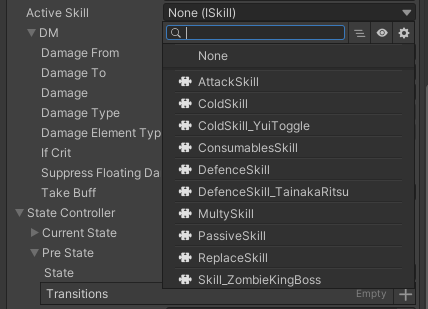 Active Skill
None (ISkill)
DM
Damage From
None
Damage To
AttackSkill
Damage
ColdSkill
Damage Type
ColdSkill_YuiToggle
Damage Element Typ
ConsumablesSkill
If Crit
DefenceSkill
Suppress Floating Da
DefenceSkill_TainakaRitsu
Take Buff
MultySkill
State Controller
PassiveSkill
Current State
ReplaceSkill
Pre State
Skill_ZombieKingBoss
State
Transitions
Empty